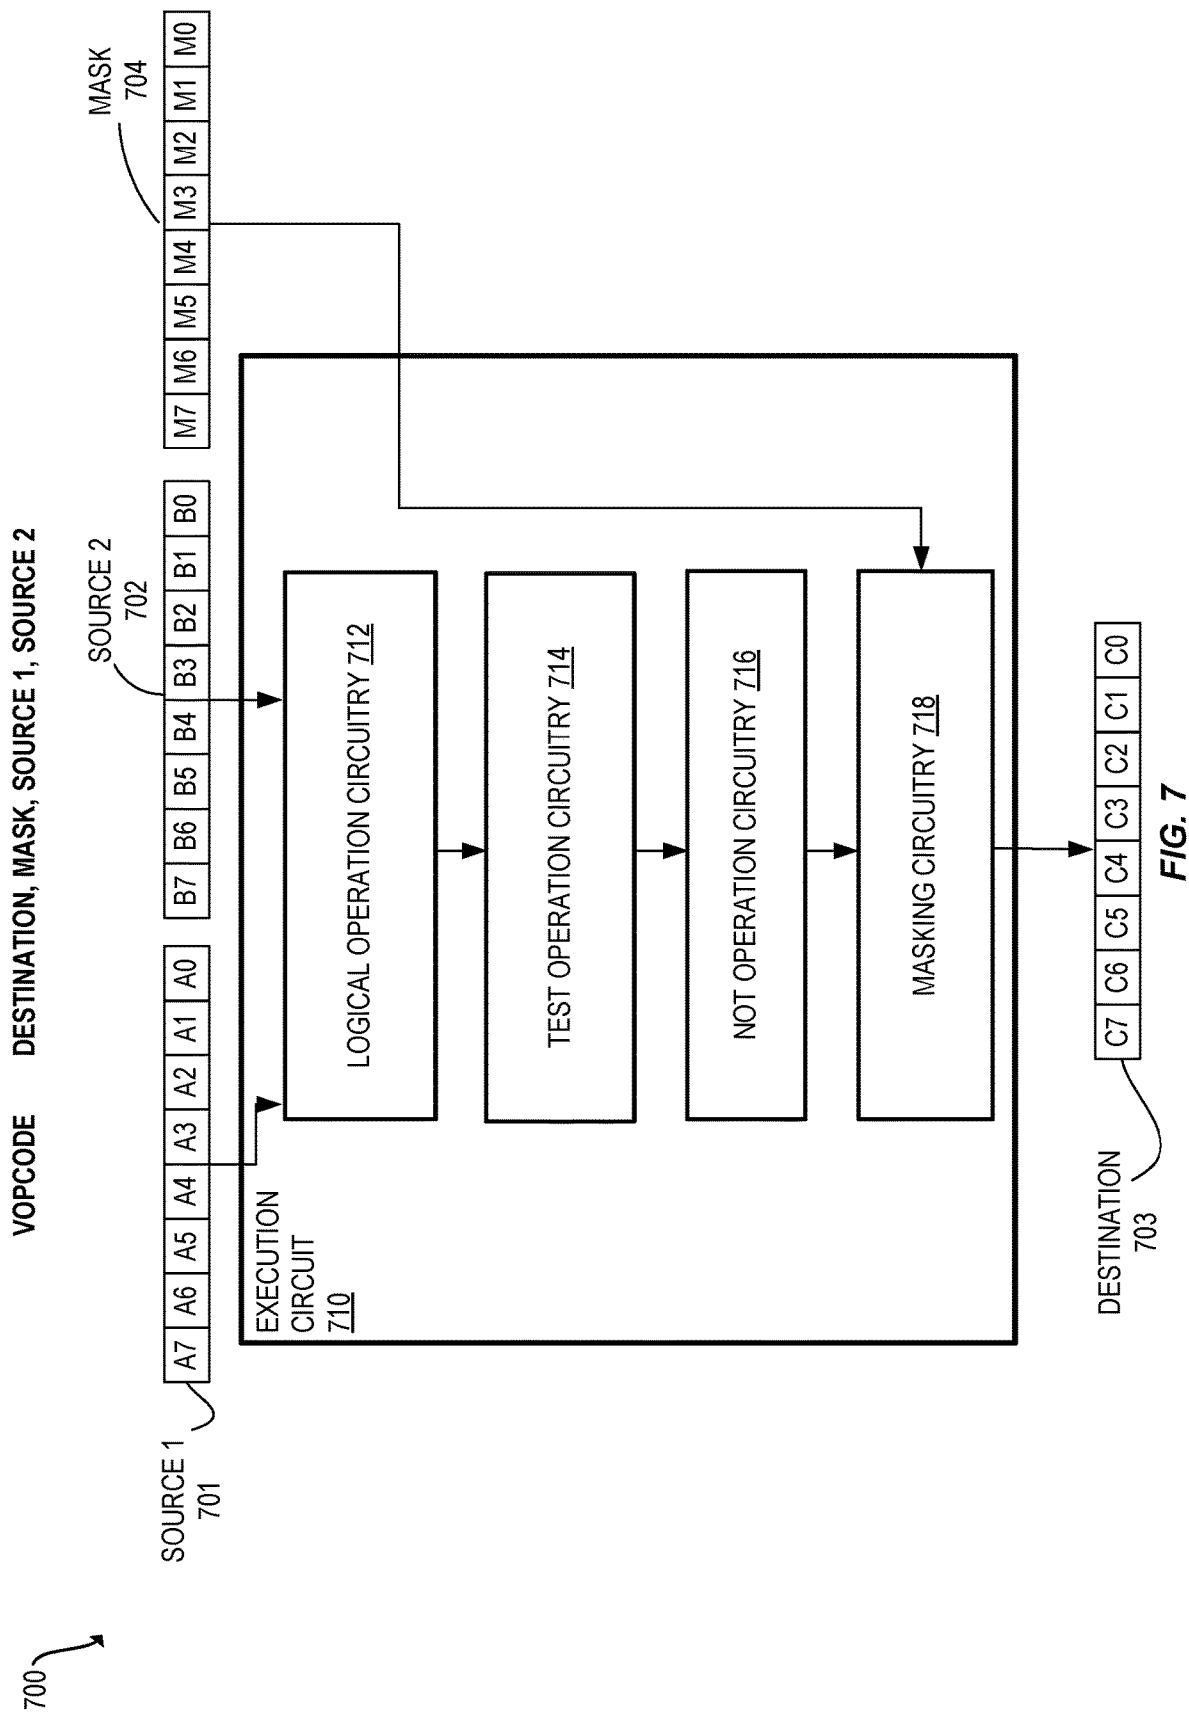 700
VOPCODE DESTINATION, MASK, SOURCE 1, SOURCE 2
SOURCE 1
701
SOURCE 2
702
MASK
704
A7 A6 A5 A4 A3 A2 A1 A0 B7 B6 B5 B4 B3 B2 B1 B0 M7 M6 M5 M4 M3 M2 M1 M0
EXECUTION
CIRCUIT
710
LOGICAL OPERATION CIRCUITRY 712
TEST OPERATION CIRCUITRY 714
NOT OPERATION CIRCUITRY 716
MASKING CIRCUITRY 718
DESTINATION
703
C7 C6 C5 C4 C3 C2 C1 C0
FIG. 7